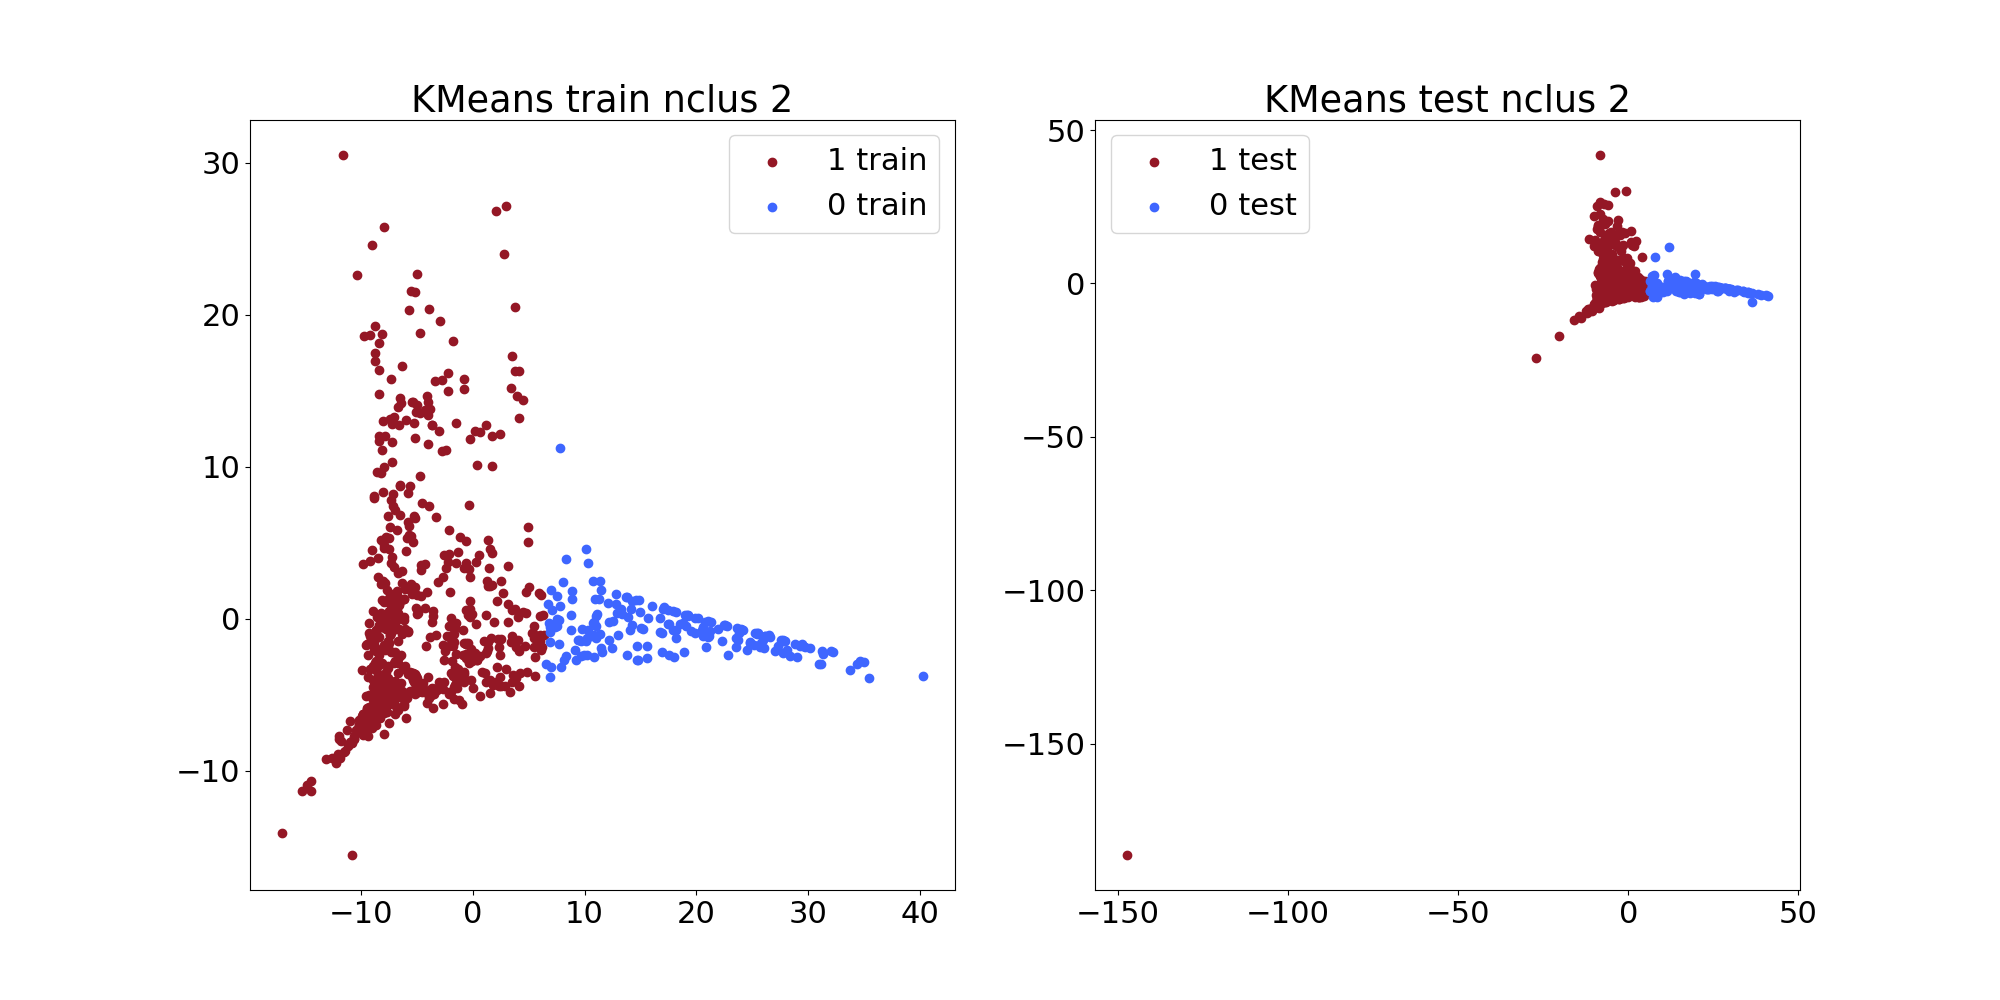 KMeans train nclus 2
1 train
0 train
30
20
10
0
−10
−10 0 10 20 30 40
KMeans test nclus 2
1 test
0 test
50
0
−50
−100
−150
−150 −100 −50 0 50